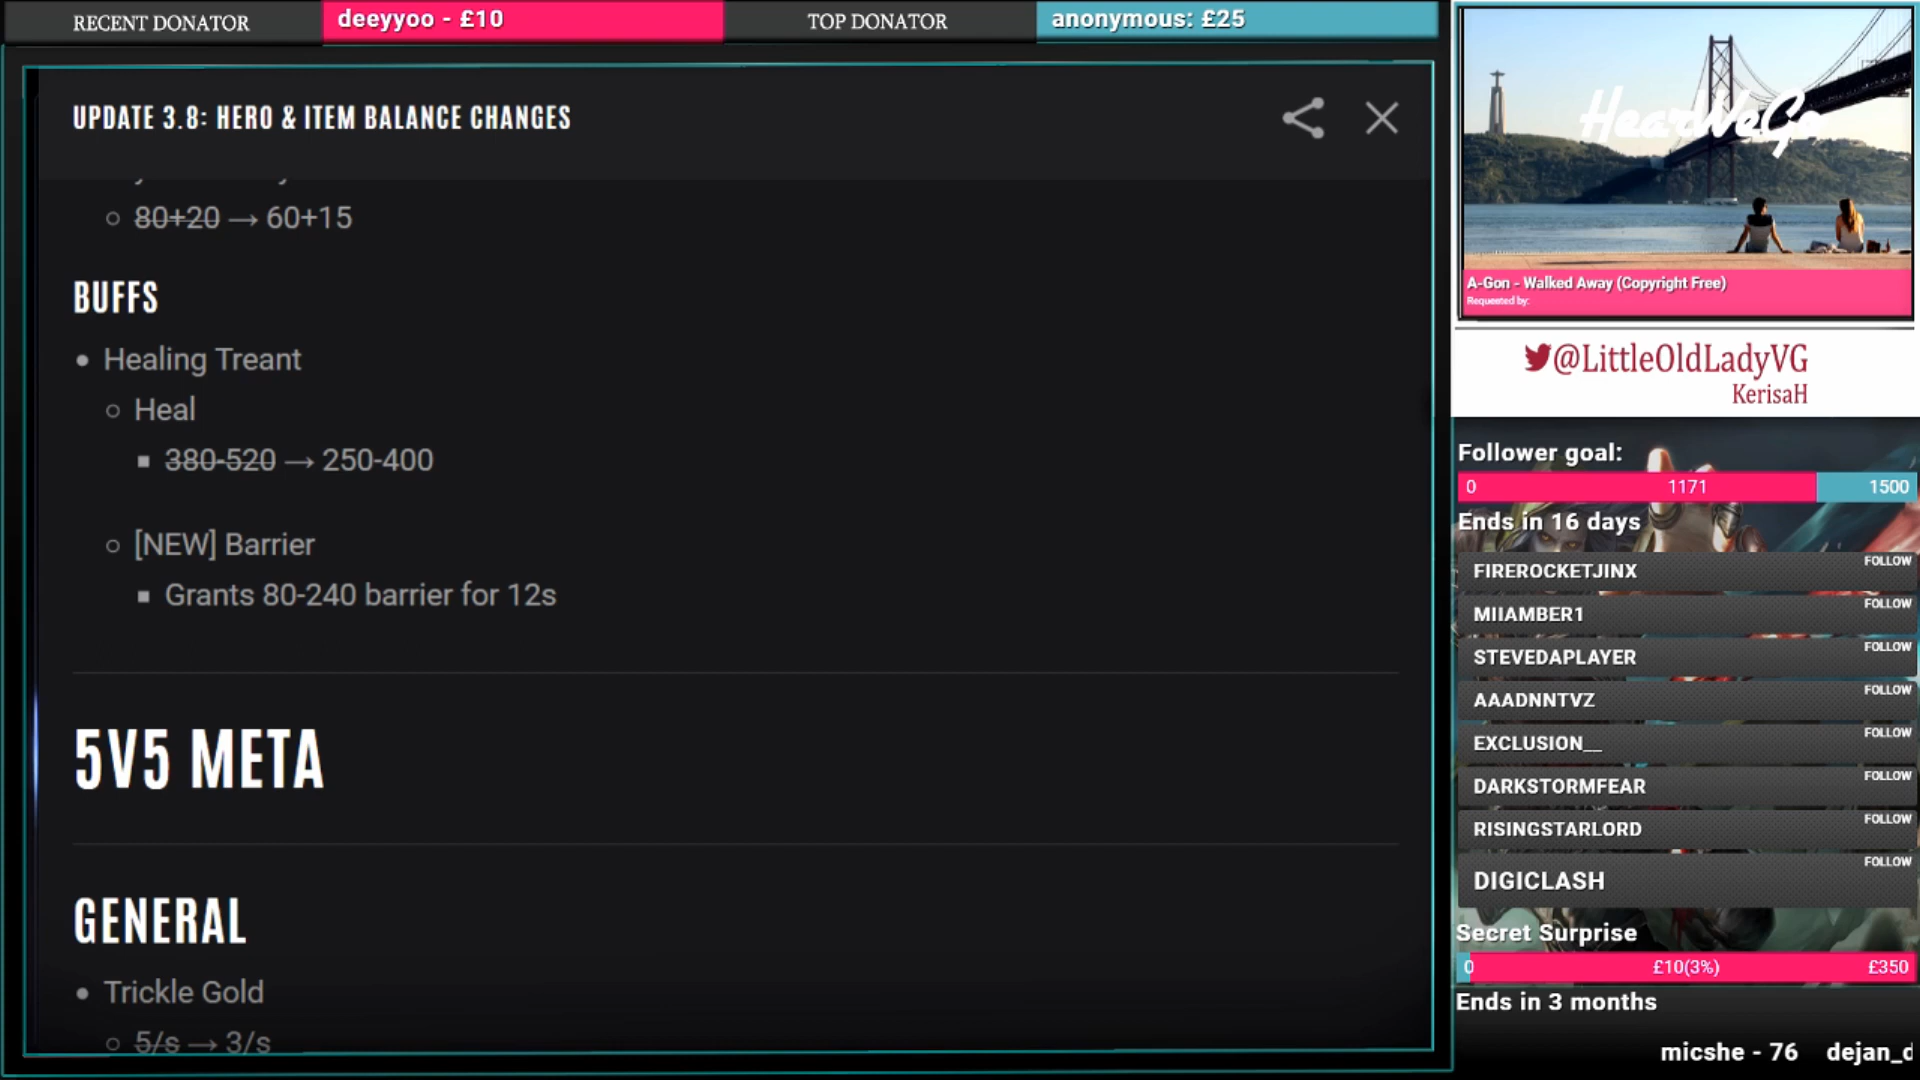 RECENT DONATOR
deeyyoo - £10
TOP DONATOR
anonymous: £25
UPDATE 3.8: HERO & ITEM BALANCE CHANGES
80+20 → 60+15
BUFFS
Healing Treant
Heal
380-520 → 250-400
[NEW] Barrier
Grants 80-240 barrier for 12s
5V5 META
GENERAL
Trickle Gold
5/s → 3/s
HearWeGo
A-Gon - Walked Away (Copyright Free)
Requested by:
@LittleOldLadyVG
KerisaH
Follower goal:
0 1171 1500
Ends in 16 days
FIREROCKETJINX FOLLOW
MIIAMBER1 FOLLOW
STEVEDAPLAYER FOLLOW
AAADNNTVZ FOLLOW
EXCLUSION__ FOLLOW
DARKSTORMFEAR FOLLOW
RISINGSTARLORD FOLLOW
DIGICLASH FOLLOW
Secret Surprise
0 £10(3%) £350
Ends in 3 months
micshe - 76 dejan_d